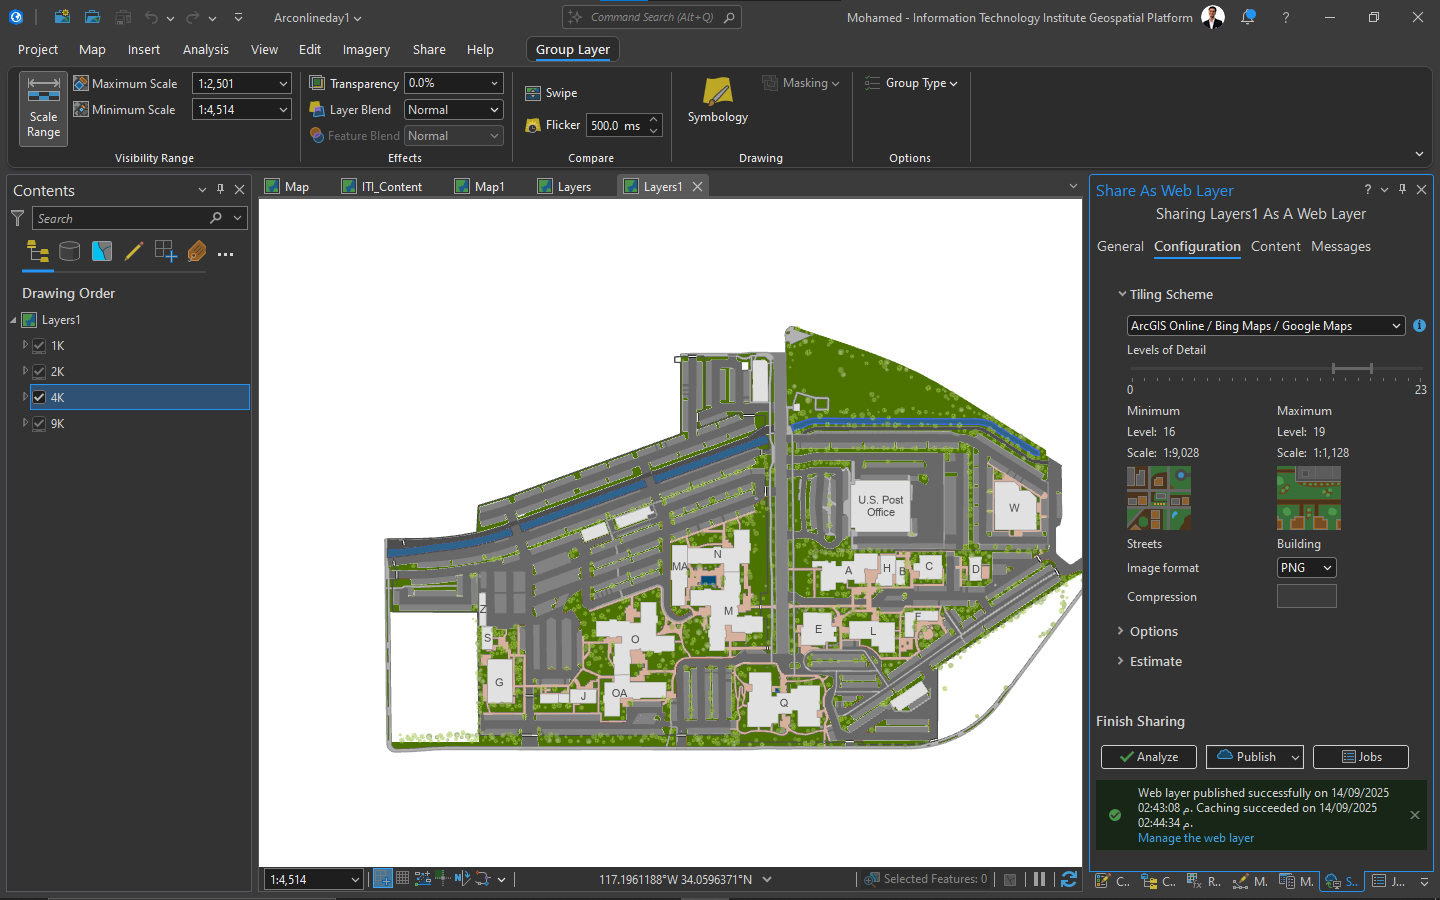 Arconlineday1
Command Search (Alt+Q)
Mohamed - Information Technology Institute Geospatial Platform
?
Project Map Insert Analysis View Edit Imagery Share Help Group Layer
Scale Range
Maximum Scale 1:2,501
Minimum Scale 1:4,514
Visibility Range
Transparency 0.0%
Layer Blend Normal
Feature Blend Normal
Effects
Swipe
Flicker 500.0 ms
Compare
Symbology
Masking
Drawing
Group Type
Options
Contents
Search
Drawing Order
Layers1
1K
2K
4K
9K
Map ITI_Content Map1 Layers Layers1
U.S. Post
Office
W
N
MA
A H B C D
M
Z
S
O
E L F
G
J
OA
Q
1:4,514
117.1961188°W 34.0596371°N
Selected Features: 0
Share As Web Layer
?
Sharing Layers1 As A Web Layer
General Configuration Content Messages
Tiling Scheme
ArcGIS Online / Bing Maps / Google Maps
Levels of Detail
0 23
Minimum Maximum
Level: 16 Level: 19
Scale: 1:9,028 Scale: 1:1,128
Streets Building
Image format PNG
Compression
Options
Estimate
Finish Sharing
Analyze Publish Jobs
Web layer published successfully on 14/09/2025
02:43:08 م. Caching succeeded on 14/09/2025
02:44:34 م.
Manage the web layer
C.. C.. R.. M. M. S.. J...